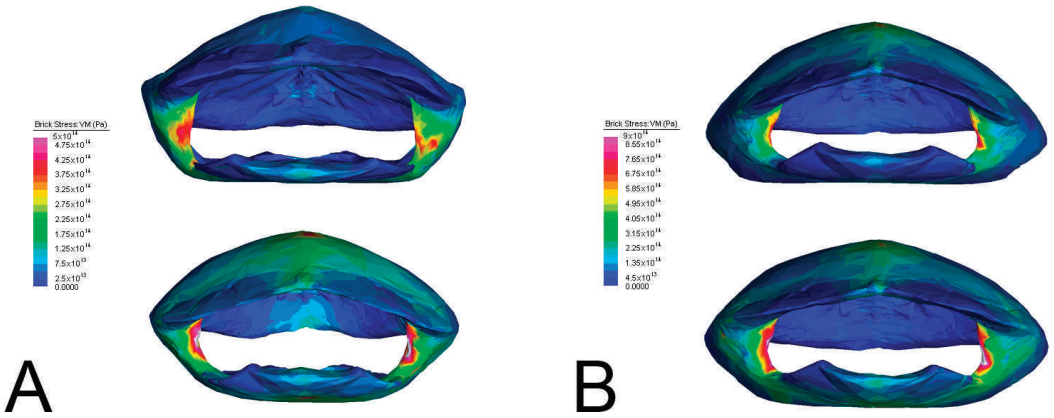 Brick Stress:VM (Pa)
5x10¹⁴
4.75x10¹⁴
4.25x10¹⁴
3.25x10¹⁴
2.75x10¹⁴
2.25x10¹⁴
1.75x10¹⁴
1.25x10¹⁴
7.5x10¹³
2.5x10¹³
0.0000
A
Brick Stress:VM (Pa)
9x10¹⁴
8.55x10¹⁴
7.65x10¹⁴
6.75x10¹⁴
5.85x10¹⁴
4.95x10¹⁴
4.05x10¹⁴
3.15x10¹⁴
2.25x10¹⁴
1.35x10¹⁴
4.5x10¹³
0.0000
B